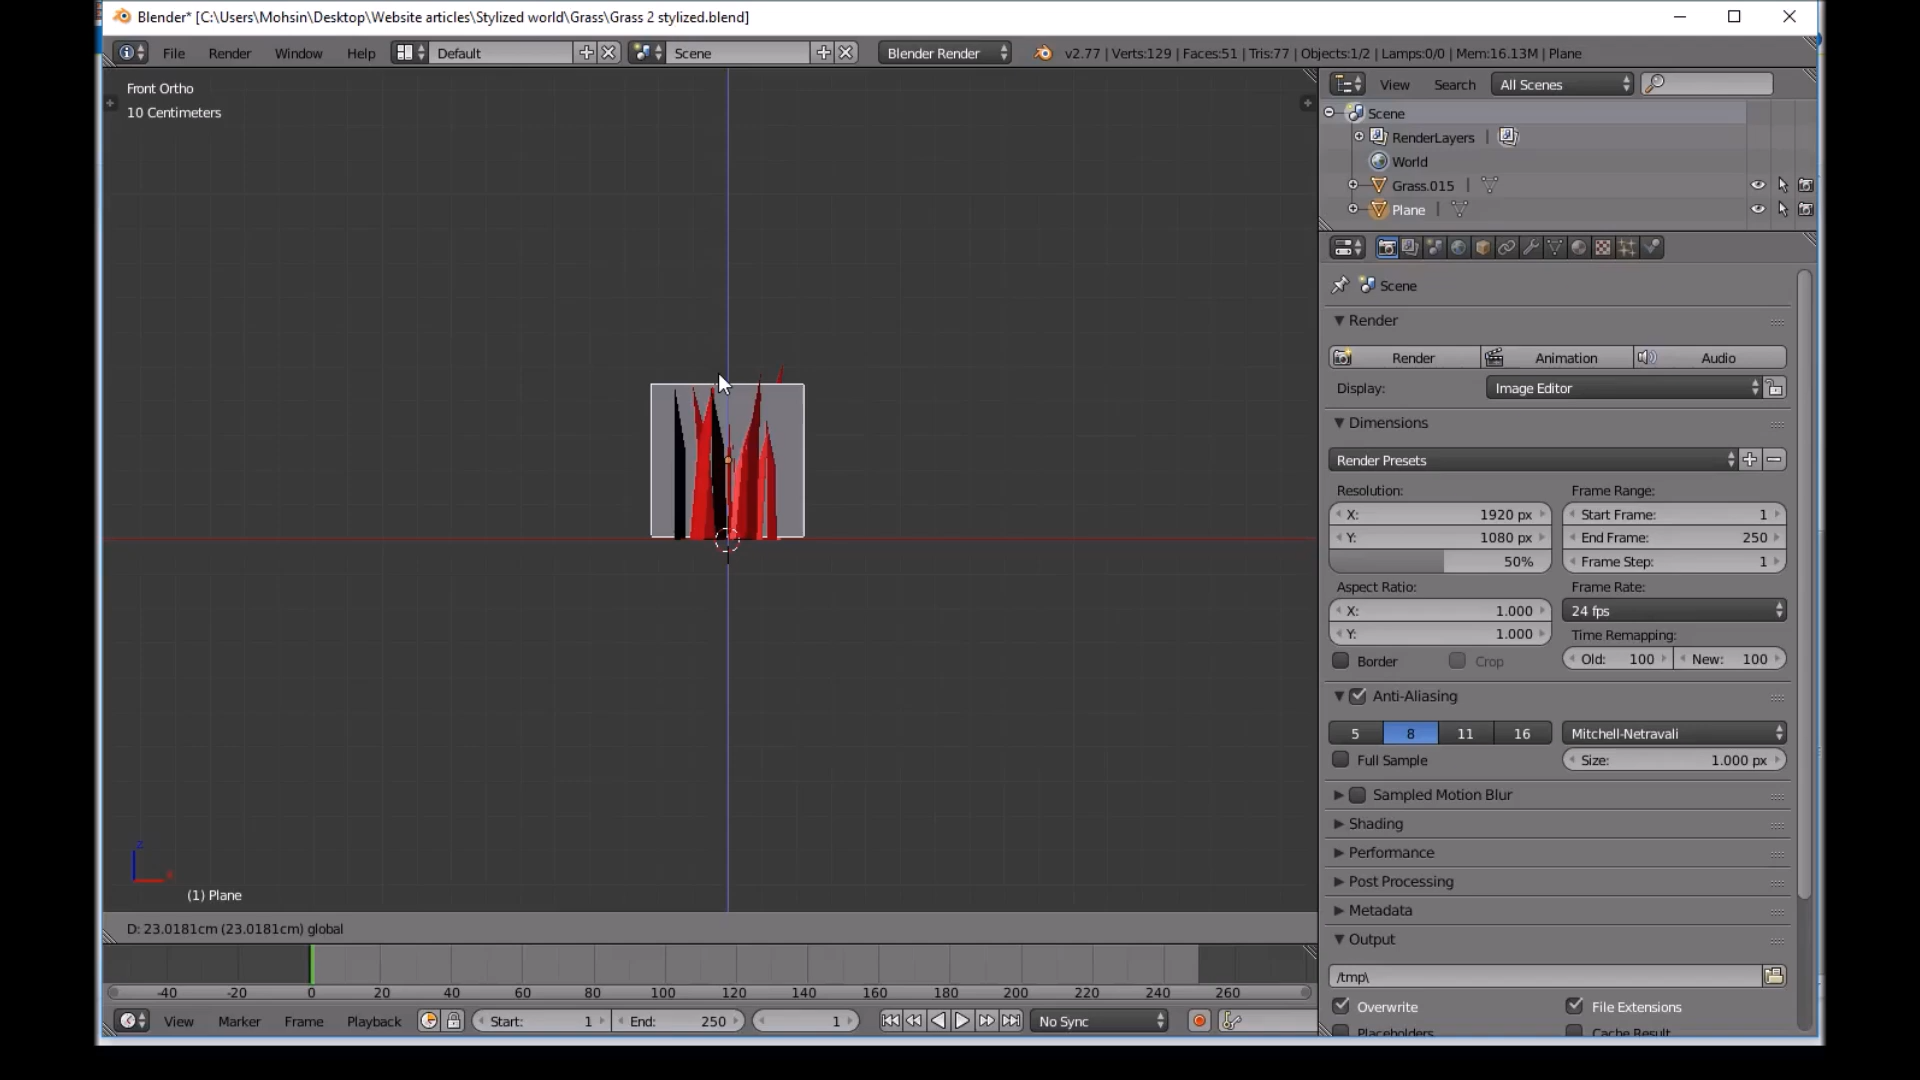 Blender* [C:\Users\Mohsin\Desktop\Website articles\Stylized world\Grass\Grass 2 stylized.blend]
File Render Window Help Default Scene Blender Render v2.77 | Verts:129 | Faces:51 | Tris:77 | Objects:1/2 | Lamps:0/0 | Mem:16.13M | Plane
Front Ortho
10 Centimeters
View Search All Scenes
Scene
RenderLayers
World
Grass.015
Plane
Scene
Render
Render Animation Audio
Display: Image Editor
Dimensions
Render Presets
Resolution: Frame Range:
X: 1920 px Start Frame: 1
Y: 1080 px End Frame: 250
50% Frame Step: 1
Aspect Ratio: Frame Rate:
X: 1.000 24 fps
Y: 1.000 Time Remapping:
Border Crop Old: 100 New: 100
Anti-Aliasing
5 8 11 16 Mitchell-Netravali
Full Sample Size: 1.000 px
Sampled Motion Blur
Shading
Performance
Post Processing
Metadata
Output
/tmp\
Overwrite File Extensions
Placeholders Cache Result
z
x
(1) Plane
D: 23.0181cm (23.0181cm) global
-40 -20 0 20 40 60 80 100 120 140 160 180 200 220 240 260
View Marker Frame Playback Start: 1 End: 250 1 No Sync